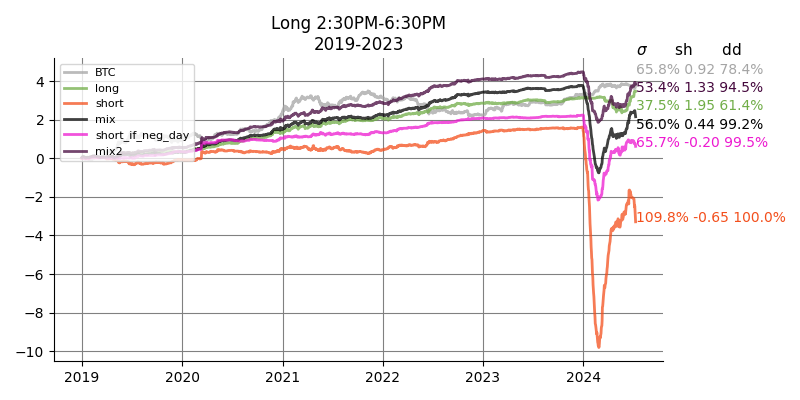 Long 2:30PM-6:30PM
2019-2023
σ sh dd
65.8% 0.92 78.4%
53.4% 1.33 94.5%
37.5% 1.95 61.4%
56.0% 0.44 99.2%
65.7% -0.20 99.5%
109.8% -0.65 100.0%
BTC
long
short
mix
short_if_neg_day
mix2
4
2
0
−2
−4
−6
−8
−10
2019 2020 2021 2022 2023 2024